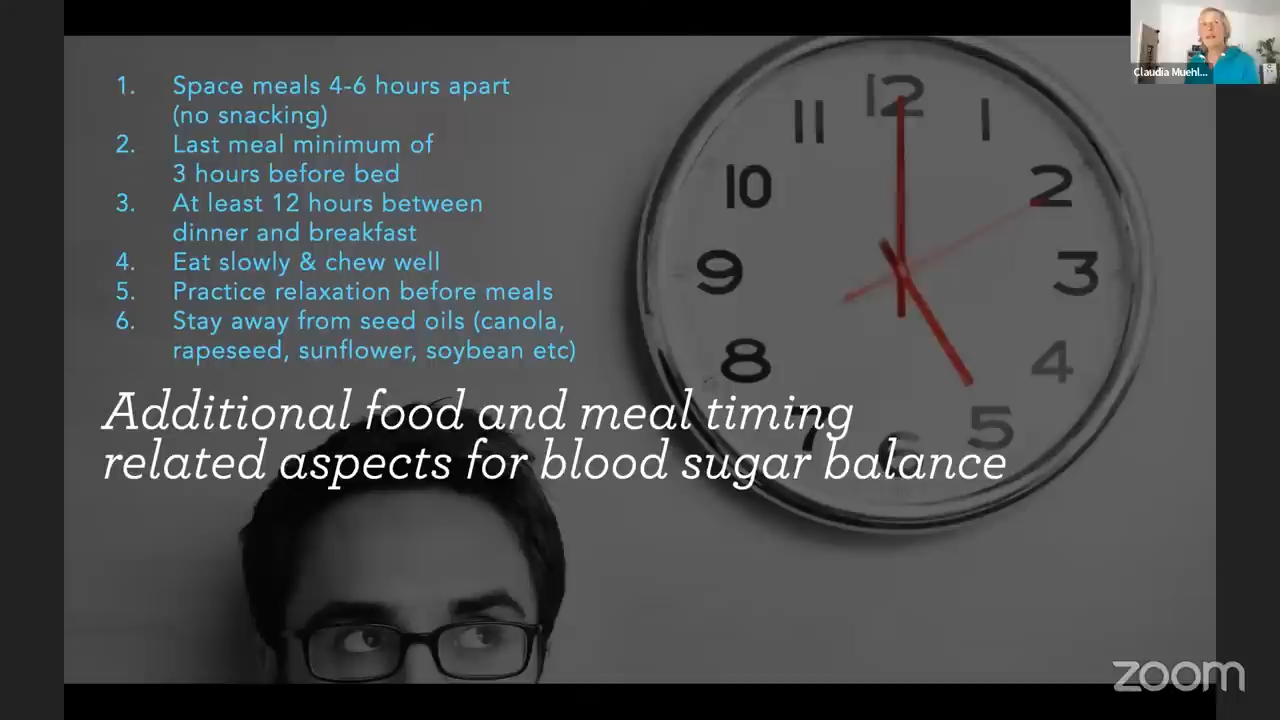 Claudia Muehl...
1. Space meals 4-6 hours apart
(no snacking)
2. Last meal minimum of
3 hours before bed
3. At least 12 hours between
dinner and breakfast
4. Eat slowly & chew well
5. Practice relaxation before meals
6. Stay away from seed oils (canola,
rapeseed, sunflower, soybean etc)
Additional food and meal timing
related aspects for blood sugar balance
12
1
2
3
4
5
6
7
8
9
10
11
zoom